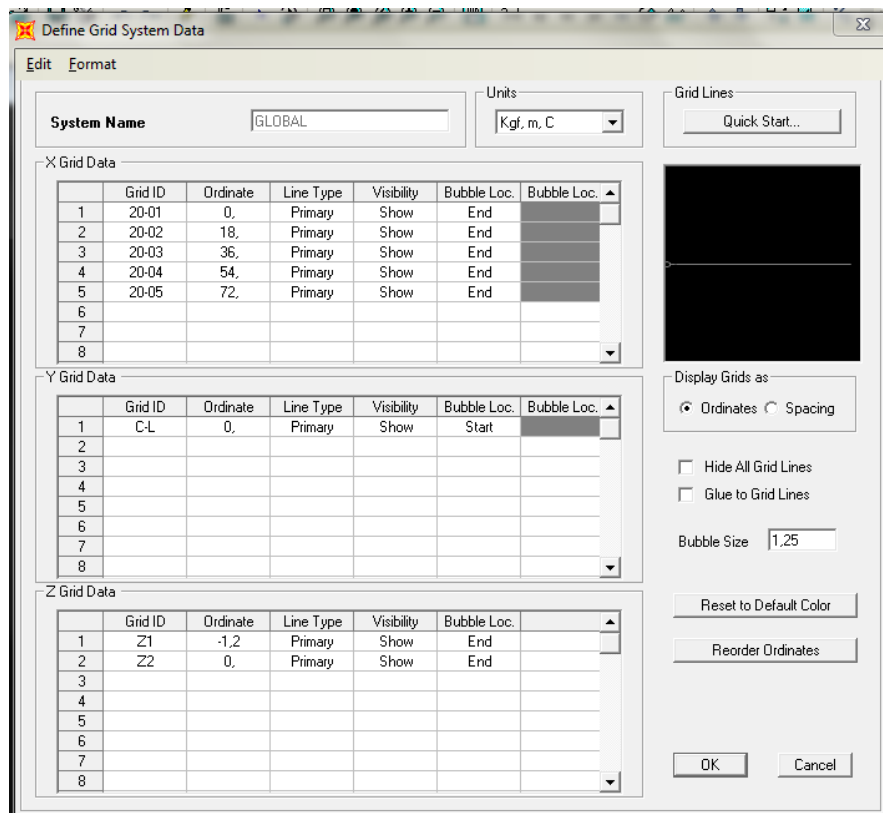 Define Grid System Data
Edit Format
System Name GLOBAL
Units
Kgf, m, C
Grid Lines
Quick Start...
X Grid Data
Grid ID Ordinate Line Type Visibility Bubble Loc. Bubble Loc.
1 20-01 0, Primary Show End
2 20-02 18, Primary Show End
3 20-03 36, Primary Show End
4 20-04 54, Primary Show End
5 20-05 72, Primary Show End
6
7
8
Y Grid Data
Grid ID Ordinate Line Type Visibility Bubble Loc. Bubble Loc.
1 C-L 0, Primary Show Start
2
3
4
5
6
7
8
Display Grids as
Ordinates Spacing
Hide All Grid Lines
Glue to Grid Lines
Bubble Size 1,25
Z Grid Data
Grid ID Ordinate Line Type Visibility Bubble Loc.
1 Z1 -1,2 Primary Show End
2 Z2 0, Primary Show End
3
4
5
6
7
8
Reset to Default Color
Reorder Ordinates
OK Cancel